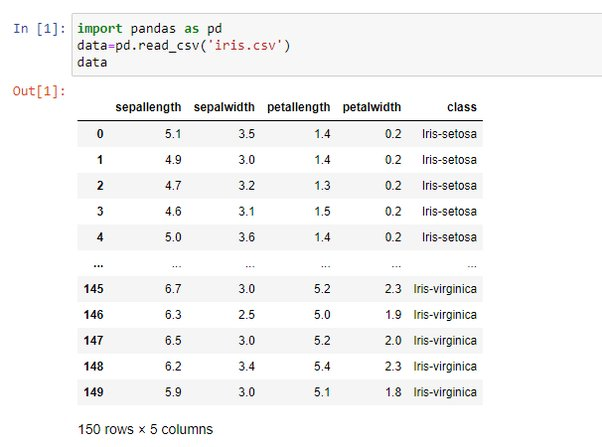 In [1]: import pandas as pd
data=pd.read_csv('iris.csv')
data
Out[1]:
sepallength sepalwidth petallength petalwidth class
0 5.1 3.5 1.4 0.2 Iris-setosa
1 4.9 3.0 1.4 0.2 Iris-setosa
2 4.7 3.2 1.3 0.2 Iris-setosa
3 4.6 3.1 1.5 0.2 Iris-setosa
4 5.0 3.6 1.4 0.2 Iris-setosa
... ... ... ... ... ...
145 6.7 3.0 5.2 2.3 Iris-virginica
146 6.3 2.5 5.0 1.9 Iris-virginica
147 6.5 3.0 5.2 2.0 Iris-virginica
148 6.2 3.4 5.4 2.3 Iris-virginica
149 5.9 3.0 5.1 1.8 Iris-virginica
150 rows × 5 columns